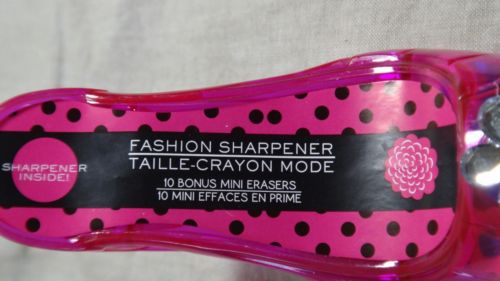 SHARPENER
INSIDE!
FASHION SHARPENER
TAILLE-CRAYON MODE
10 BONUS MINI ERASERS
10 MINI EFFACES EN PRIME